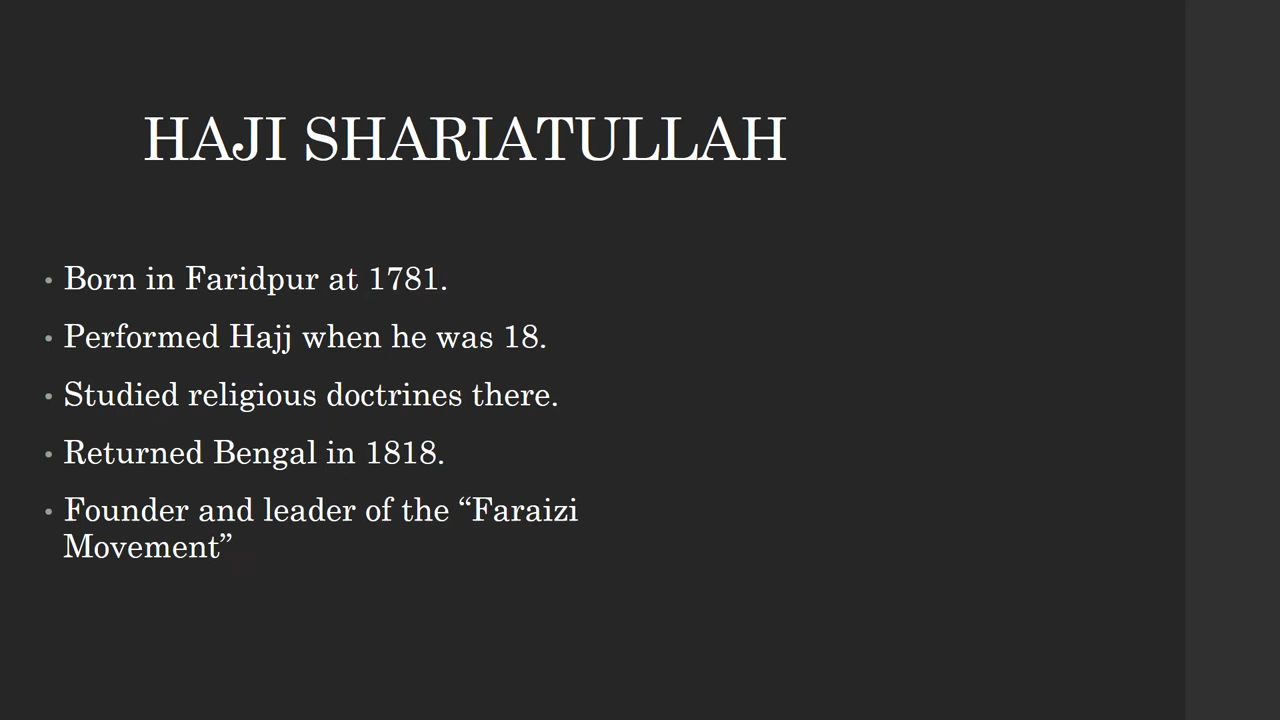 HAJI SHARIATULLAH
• Born in Faridpur at 1781.
• Performed Hajj when he was 18.
• Studied religious doctrines there.
• Returned Bengal in 1818.
• Founder and leader of the “Faraizi
Movement”